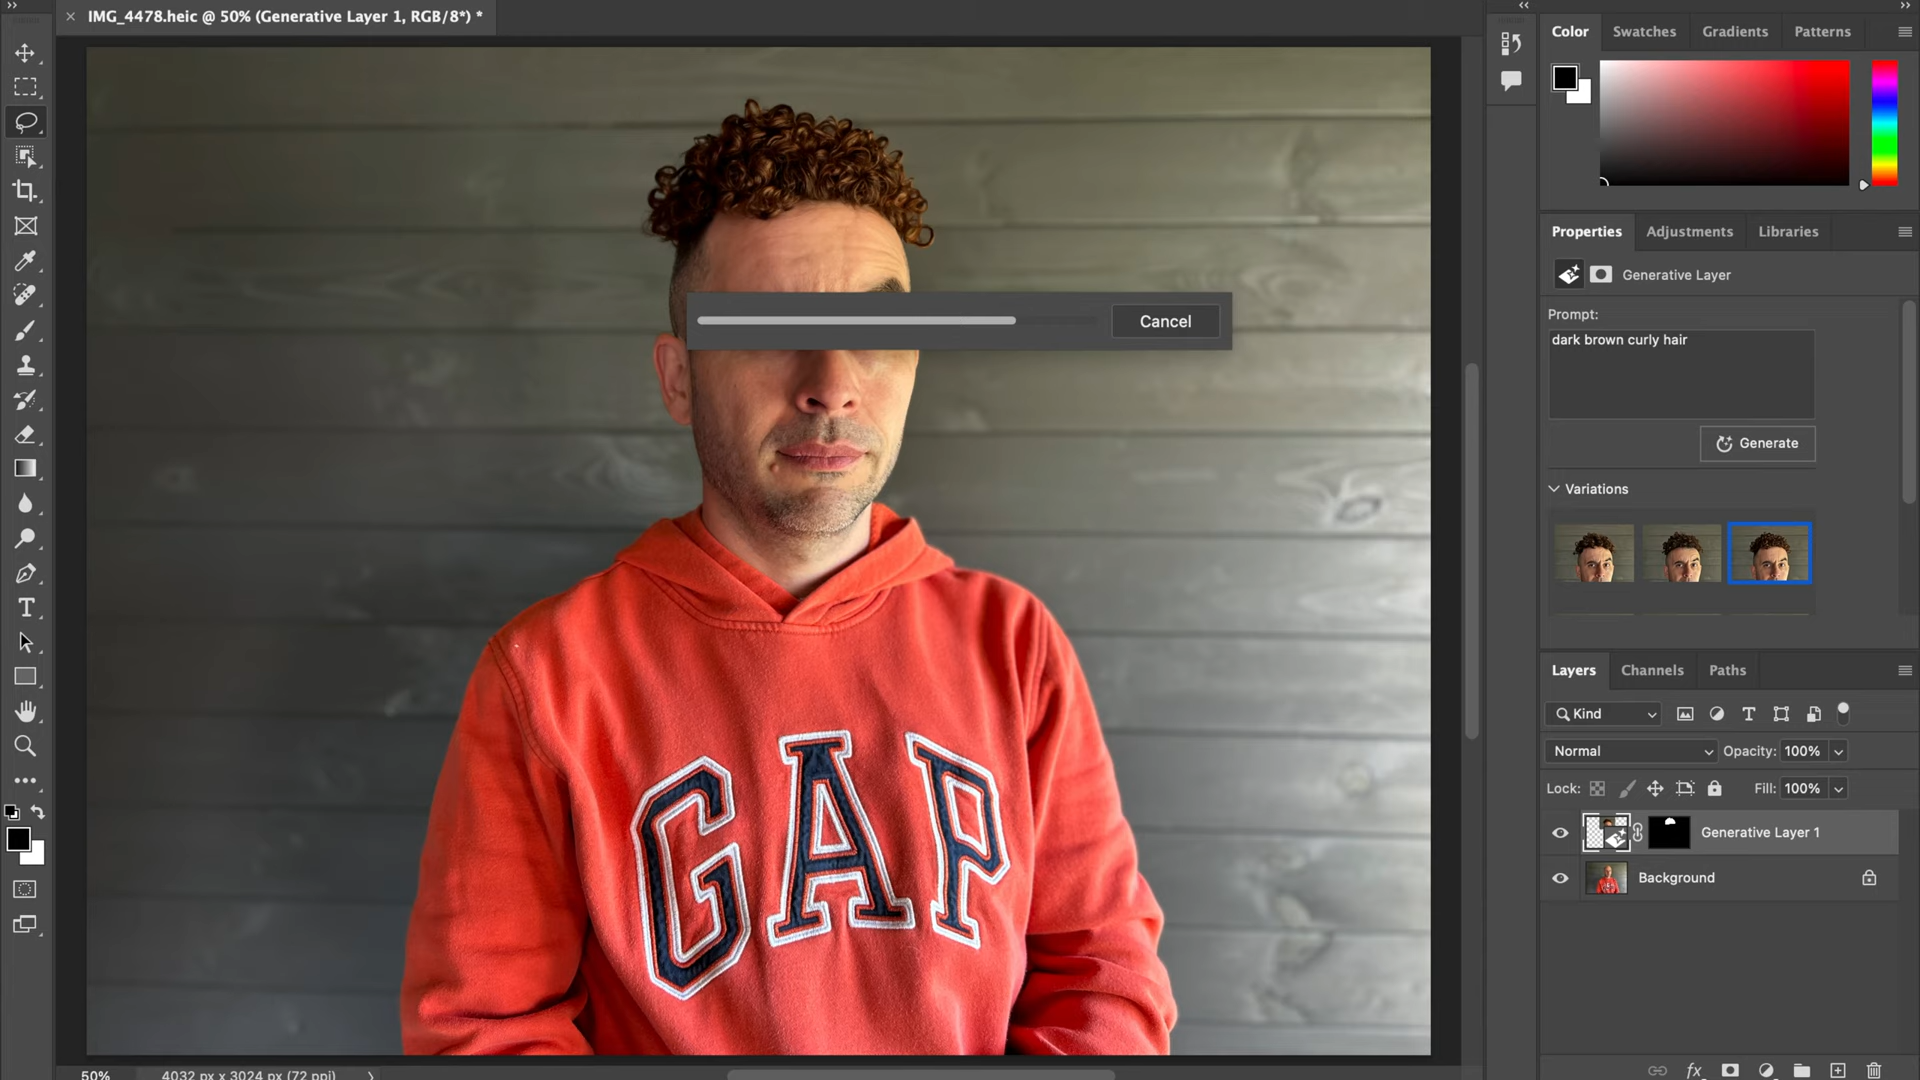 IMG_4478.heic @ 50% (Generative Layer 1, RGB/8*) *
Color Swatches Gradients Patterns
Properties Adjustments Libraries
Generative Layer
Prompt:
dark brown curly hair
Cancel
Generate
Variations
GAP
Layers Channels Paths
Kind
Normal Opacity: 100%
Lock: Fill: 100%
Generative Layer 1
Background
50% 4032 px x 3024 px (72 ppi)
fx